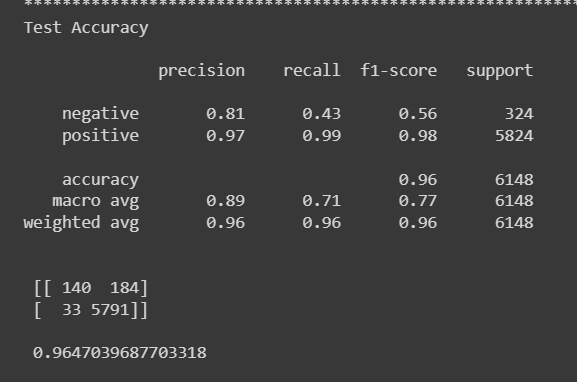 ************************************************************
Test Accuracy
precision recall f1-score support
negative 0.81 0.43 0.56 324
positive 0.97 0.99 0.98 5824
accuracy 0.96 6148
macro avg 0.89 0.71 0.77 6148
weighted avg 0.96 0.96 0.96 6148
[[ 140 184]
[ 33 5791]]
0.9647039687703318